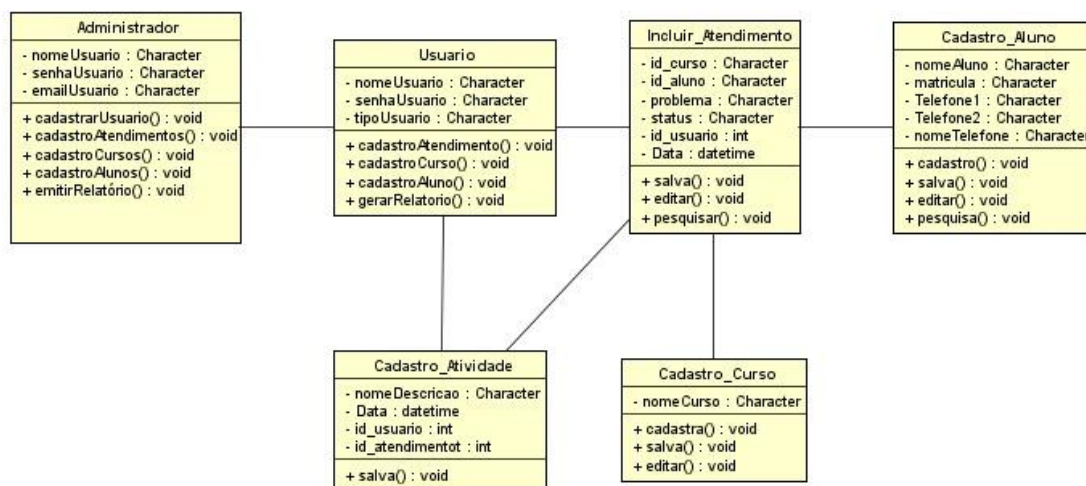 Administrador
- nomeUsuario : Character
- senhaUsuario : Character
- emailUsuario : Character
+ cadastrarUsuario() : void
+ cadastroAtendimentos() : void
+ cadastroCursos() : void
+ cadastroAlunos() : void
+ emitirRelatório() : void
Usuario
- nomeUsuario : Character
- senhaUsuario : Character
- tipoUsuario : Character
+ cadastroAtendimento() : void
+ cadastroCurso() : void
+ cadastroAluno() : void
+ gerarRelatorio() : void
Incluir_Atendimento
- id_curso : Character
- id_aluno : Character
- problema : Character
- status : Character
- id_usuario : int
- Data : datetime
+ salva() : void
+ editar() : void
+ pesquisar() : void
Cadastro_Aluno
- nomeAluno : Character
- matricula : Character
- Telefone1 : Character
- Telefone2 : Character
- nomeTelefone : Character
+ cadastro() : void
+ salva() : void
+ editar() : void
+ pesquisa() : void
Cadastro_Atividade
- nomeDescricao : Character
- Data : datetime
- id_usuario : int
- id_atendimentot : int
+ salva() : void
Cadastro_Curso
- nomeCurso : Character
+ cadastra() : void
+ salva() : void
+ editar() : void